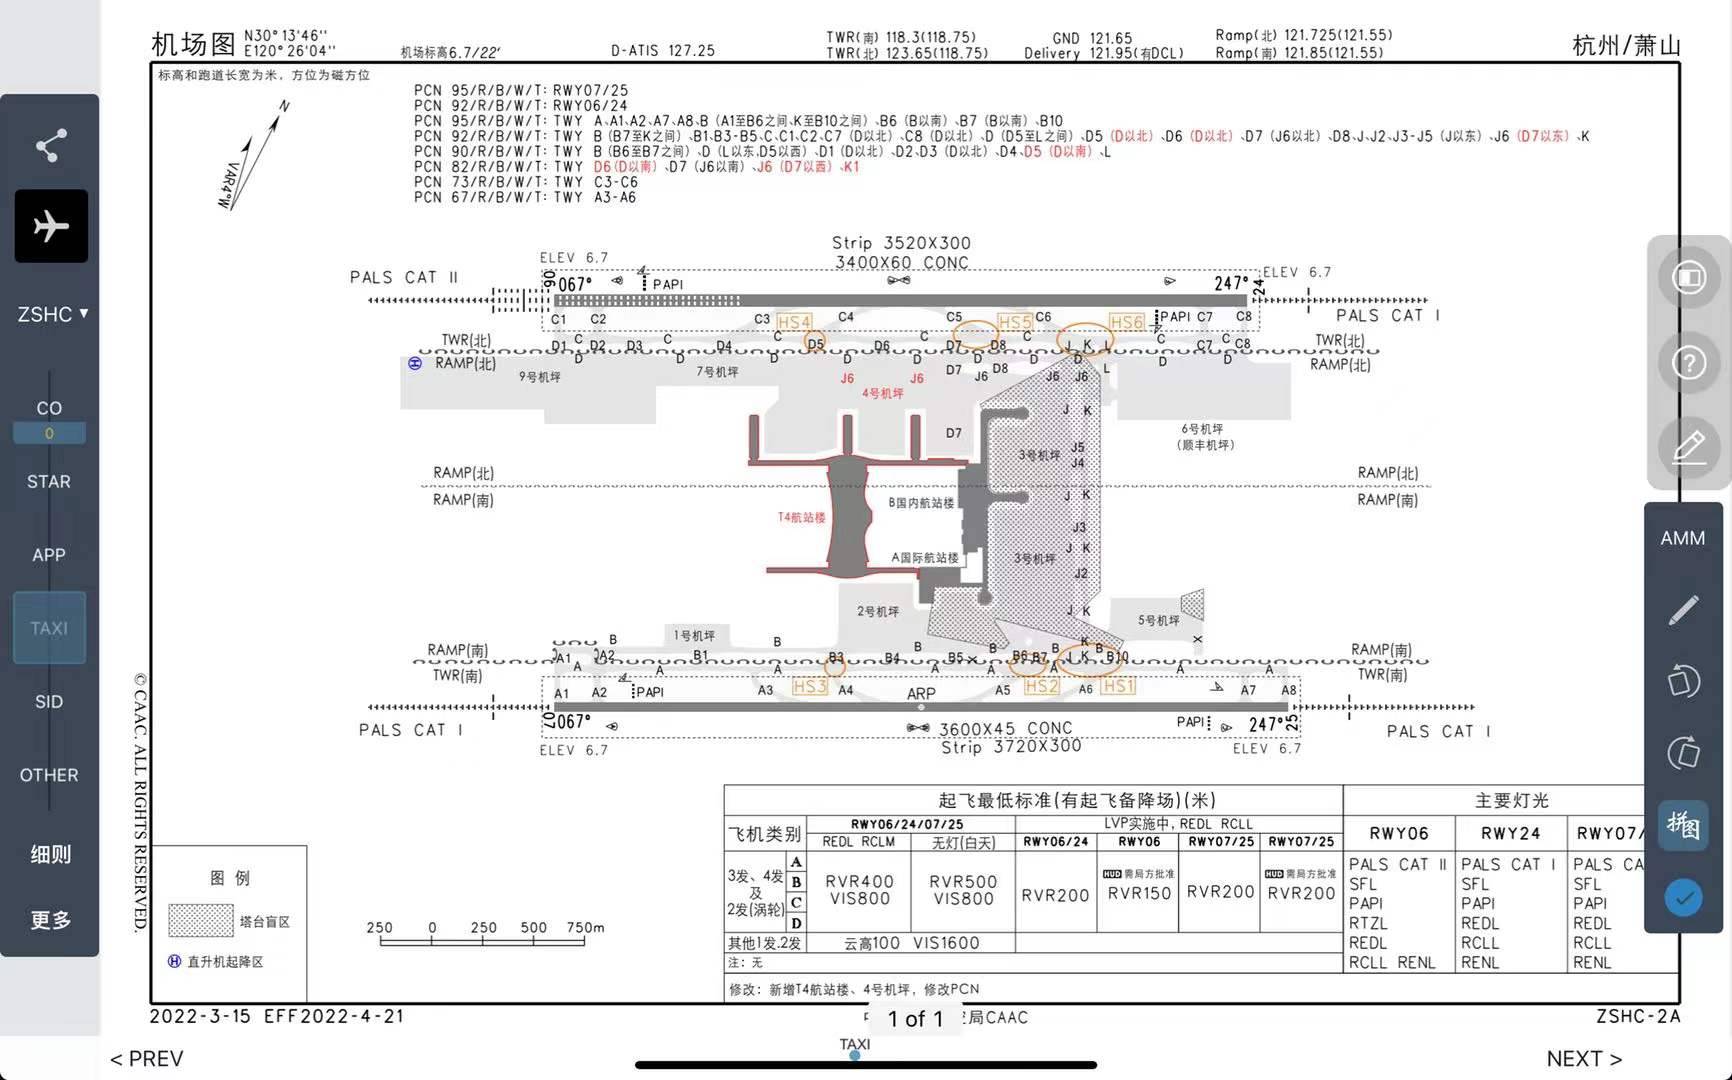 机场图
N30°13'46''
E120°26'04''
机场标高6.7/22'
D-ATIS 127.25
TWR(南) 118.3(118.75)
TWR(北) 123.65(118.75)
GND 121.65
Delivery 121.95(有DCL)
Ramp(北) 121.725(121.55)
Ramp(南) 121.85(121.55)
杭州/萧山
标高和跑道长宽为米，方位为磁方位
N
VAR4°W
PCN 95/R/B/W/T: RWY07/25
PCN 92/R/B/W/T: RWY06/24
PCN 95/R/B/W/T: TWY A、A1、A2、A7、A8、B (A1至B6之间、K至B10之间)、B6 (B以南)、B7 (B以南)、B10
PCN 92/R/B/W/T: TWY B (B7至K之间)、B1、B3-B5、C、C1、C2、C7 (D以北)、C8 (D以北)、D (D5至L之间)、D5 (D以北)、D6 (D以北)、D7 (J6以北)、D8、J、J2、J3-J5 (J以东)、J6 (D7以东)、K
PCN 90/R/B/W/T: TWY B (B6至B7之间)、D (L以东、D5以西)、D1 (D以北)、D2、D3 (D以北)、D4、D5 (D以南)、L
PCN 82/R/B/W/T: TWY D6(D以南)、D7 (J6以南)、J6 (D7以西)、K1
PCN 73/R/B/W/T: TWY C3-C6
PCN 67/R/B/W/T: TWY A3-A6
Strip 3520X300
3400X60 CONC
ELEV 6.7
ELEV 6.7
PALS CAT II
06
067°
PAPI
247°
24
C1 C2 C3 HS4 C4 C5 HS5 C6 HS6 PAPI C7 C8
PALS CAT I
TWR(北)
D1 C D2 D3 C D4 C D5 D6 C D7 D8 C J K L C C7 C C8
TWR(北)
RAMP(北)
D D D D D D D D D
RAMP(北)
H
9号机坪
7号机坪
J6 J6
4号机坪
D7 D8
J6 J6 J6
L
J K
D7
6号机坪
(顺丰机坪)
3号机坪
J5
J4
RAMP(北)
RAMP(北)
RAMP(南)
RAMP(南)
J K
B国内航站楼
T4航站楼
J3
J K
A国际航站楼
3号机坪
J2
2号机坪
J K
5号机坪
1号机坪
X
RAMP(南)
B B B B B K B
RAMP(南)
A1 A2 B1 B3 B4 B5 X B6 B7 J K B10
TWR(南)
A A A A A A A A
TWR(南)
HS3 HS2 HS1
A1 A2 PAPI A3 A4 ARP A5 A6 A7 A8
PALS CAT I
07
067°
3600X45 CONC
Strip 3720X300
PAPI
247°
25
PALS CAT I
ELEV 6.7
ELEV 6.7
起飞最低标准(有起飞备降场)(米)
主要灯光
飞机类别
RWY06/24/07/25
LVP实施中, REDL RCLL
REDL RCLM
无灯(白天)
RWY06/24
RWY06
RWY07/25
RWY07/25
RWY06
RWY24
RWY07/
3发、4发
及
2发(涡轮)
A
B
C
D
RVR400
VIS800
RVR500
VIS800
RVR200
HUD 需局方批准
RVR150
RVR200
HUD 需局方批准
RVR200
PALS CAT II
SFL
PAPI
RTZL
REDL
RCLL RENL
PALS CAT I
SFL
PAPI
REDL
RCLL
RENL
PALS CA
SFL
PAPI
REDL
RCLL
RENL
其他1发.2发
云高100 VIS1600
注: 无
修改: 新增T4航站楼、4号机坪, 修改PCN
图 例
塔台盲区
H 直升机起降区
250 0 250 500 750m
2022-3-15 EFF2022-4-21
1 of 1
局CAAC
ZSHC-2A
© CAAC. ALL RIGHTS RESERVED.
ZSHC ▼
CO
0
STAR
APP
TAXI
SID
OTHER
细则
更多
?
AMM
拼图
< PREV
TAXI
NEXT >